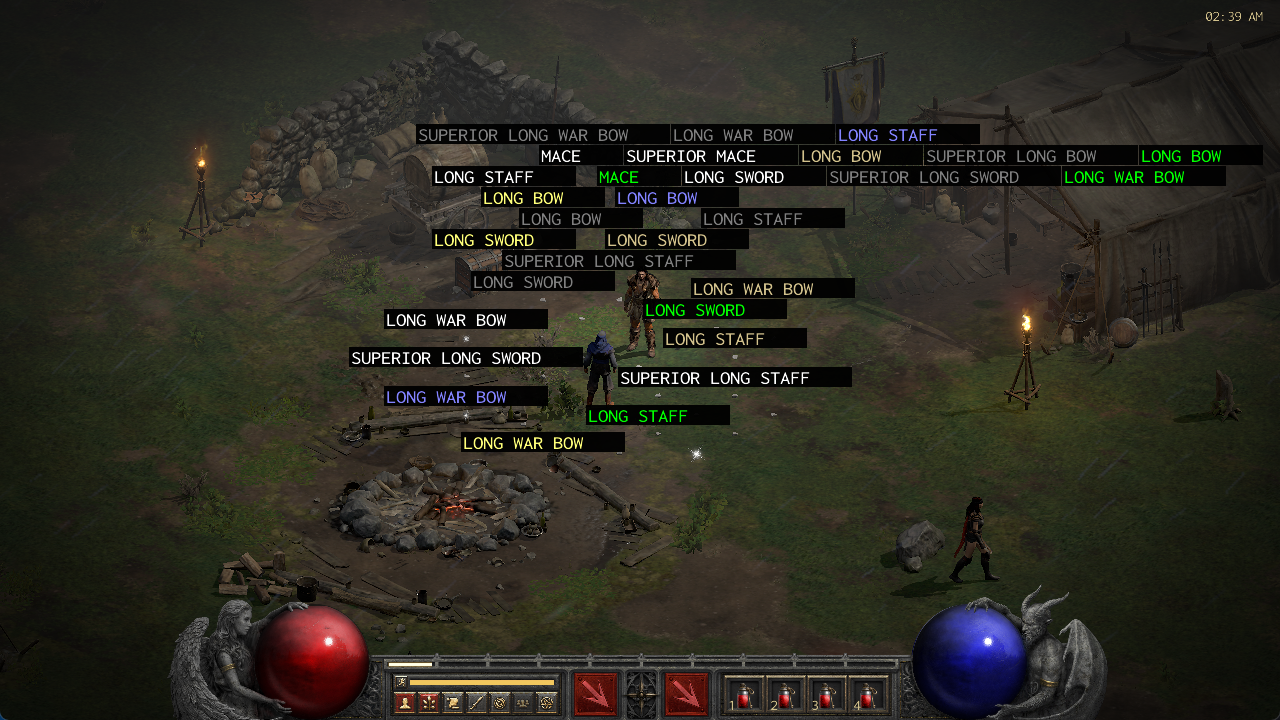 02:39 AM
SUPERIOR LONG WAR BOW LONG WAR BOW LONG STAFF
MACE SUPERIOR MACE LONG BOW SUPERIOR LONG BOW LONG BOW
LONG STAFF MACE LONG SWORD SUPERIOR LONG SWORD LONG WAR BOW
LONG BOW LONG BOW
LONG BOW LONG STAFF
LONG SWORD LONG SWORD
SUPERIOR LONG STAFF
LONG SWORD
LONG WAR BOW
LONG SWORD
LONG WAR BOW
LONG STAFF
SUPERIOR LONG SWORD
SUPERIOR LONG STAFF
LONG WAR BOW
LONG STAFF
LONG WAR BOW
1 2 3 4